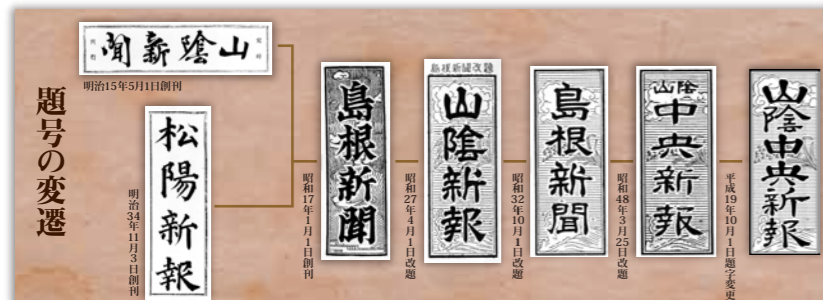 題号の変遷
山陰新聞
明治15年5月1日創刊
松陽新報
明治34年11月3日創刊
島根新聞
昭和17年1月1日創刊
島根新聞改題
山陰新報
昭和27年4月1日改題
島根新聞
昭和32年10月1日改題
山陰
中央新報
昭和48年3月25日改題
山陰中央新報
平成19年10月1日題字変更